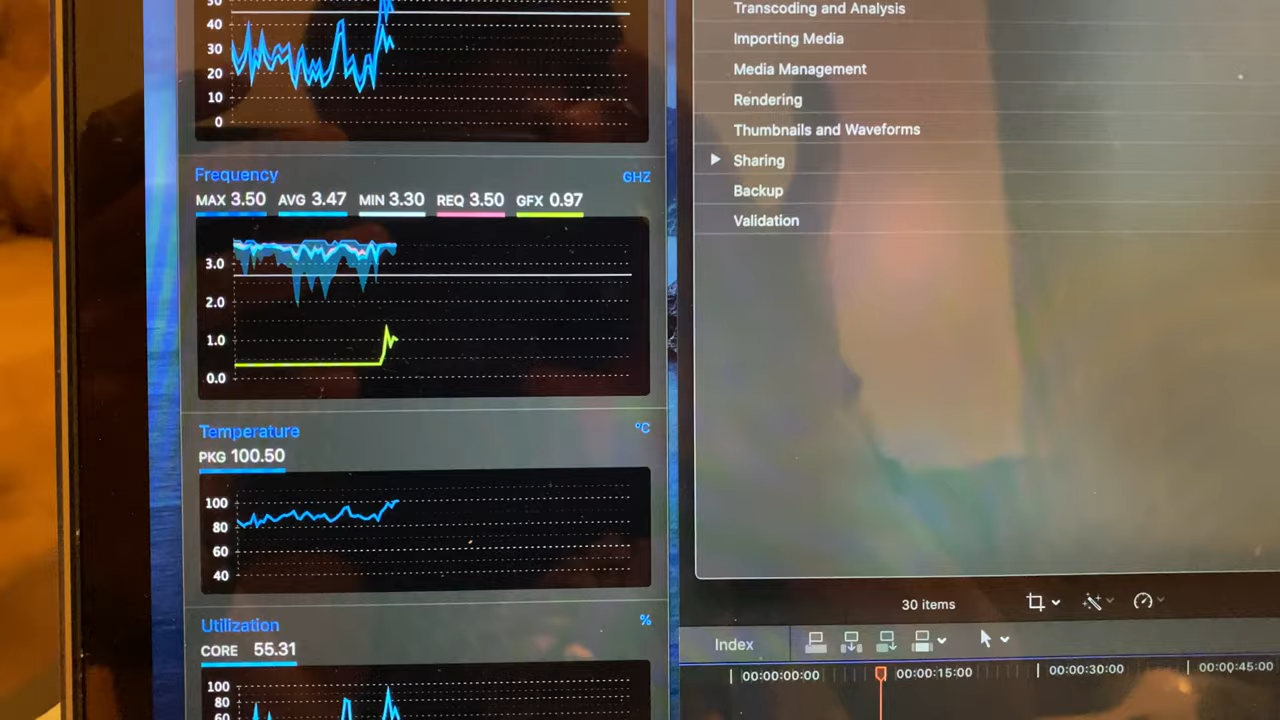 50
40
30
20
10
0
Frequency GHZ
MAX 3.50 AVG 3.47 MIN 3.30 REQ 3.50 GFX 0.97
3.0
2.0
1.0
0.0
Temperature °C
PKG 100.50
100
80
60
40
Utilization %
CORE 55.31
100
80
60
Transcoding and Analysis
Importing Media
Media Management
Rendering
Thumbnails and Waveforms
Sharing
Backup
Validation
30 items
Index
00:00:00:00 00:00:15:00 00:00:30:00 00:00:45:00